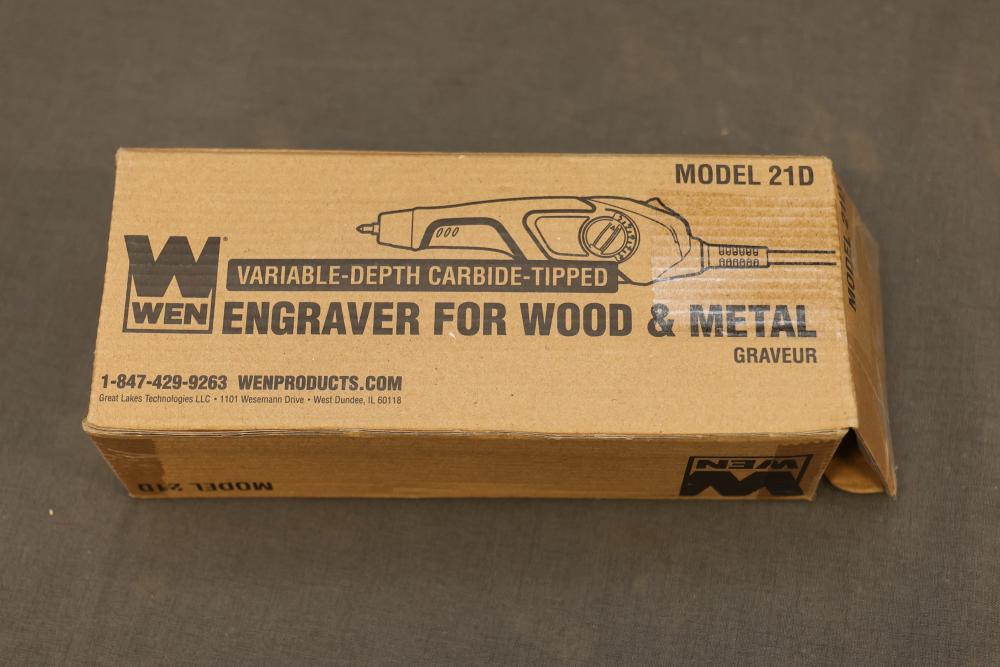 MODEL 21D
WEN®
VARIABLE-DEPTH CARBIDE-TIPPED
ENGRAVER FOR WOOD & METAL
GRAVEUR
1-847-429-9263 WENPRODUCTS.COM
Great Lakes Technologies LLC • 1101 Wesemann Drive • West Dundee, IL 60118
MODEL 21D
WEN
MODEL 21D